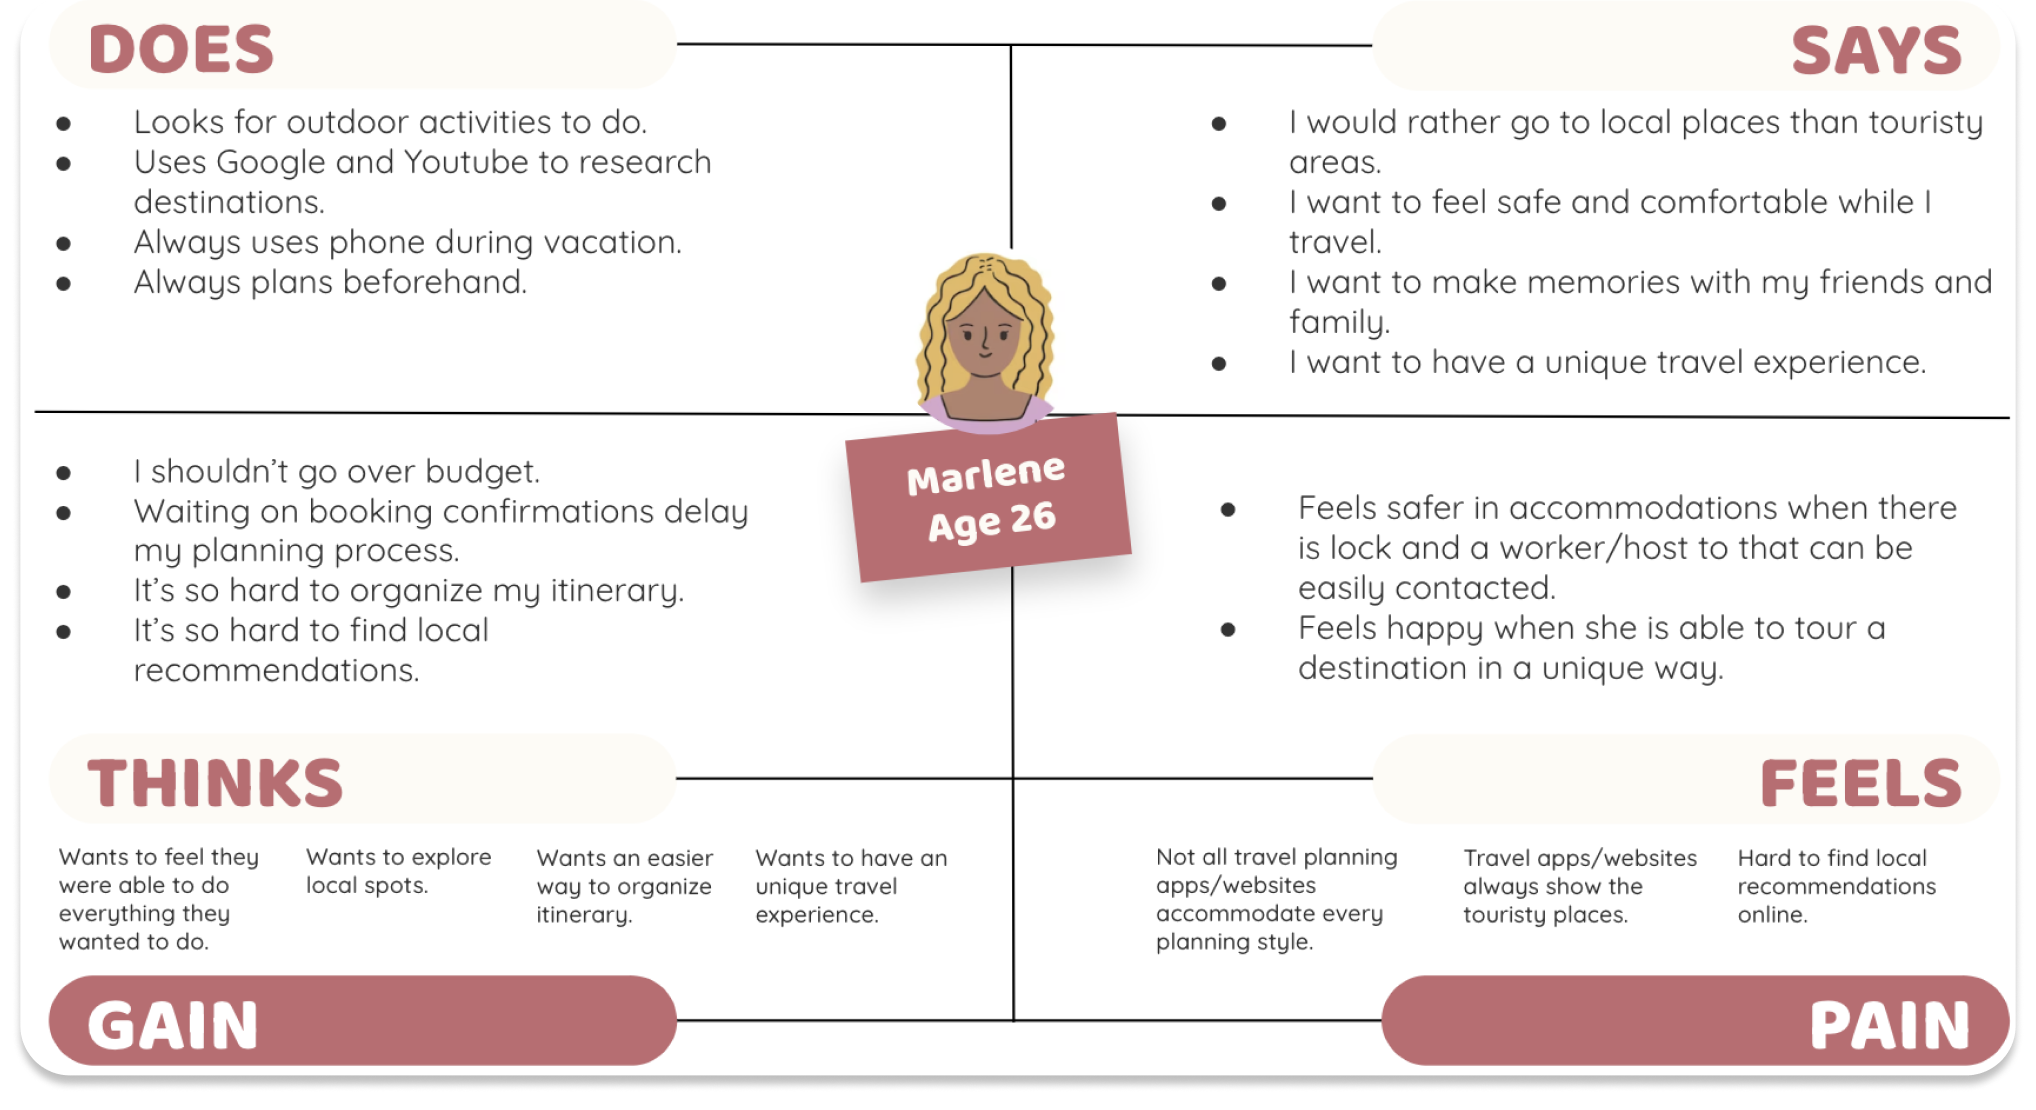 DOES
Looks for outdoor activities to do.
Uses Google and Youtube to research
destinations.
Always uses phone during vacation.
Always plans beforehand.
SAYS
I would rather go to local places than touristy
areas.
I want to feel safe and comfortable while I
travel.
I want to make memories with my friends and
family.
I want to have a unique travel experience.
Marlene
Age 26
I shouldn’t go over budget.
Waiting on booking confirmations delay
my planning process.
It’s so hard to organize my itinerary.
It’s so hard to find local
recommendations.
THINKS
Feels safer in accommodations when there
is lock and a worker/host to that can be
easily contacted.
Feels happy when she is able to tour a
destination in a unique way.
FEELS
Wants to feel they
were able to do
everything they
wanted to do.
Wants to explore
local spots.
Wants an easier
way to organize
itinerary.
Wants to have an
unique travel
experience.
GAIN
Not all travel planning
apps/websites
accommodate every
planning style.
Travel apps/websites
always show the
touristy places.
Hard to find local
recommendations
online.
PAIN